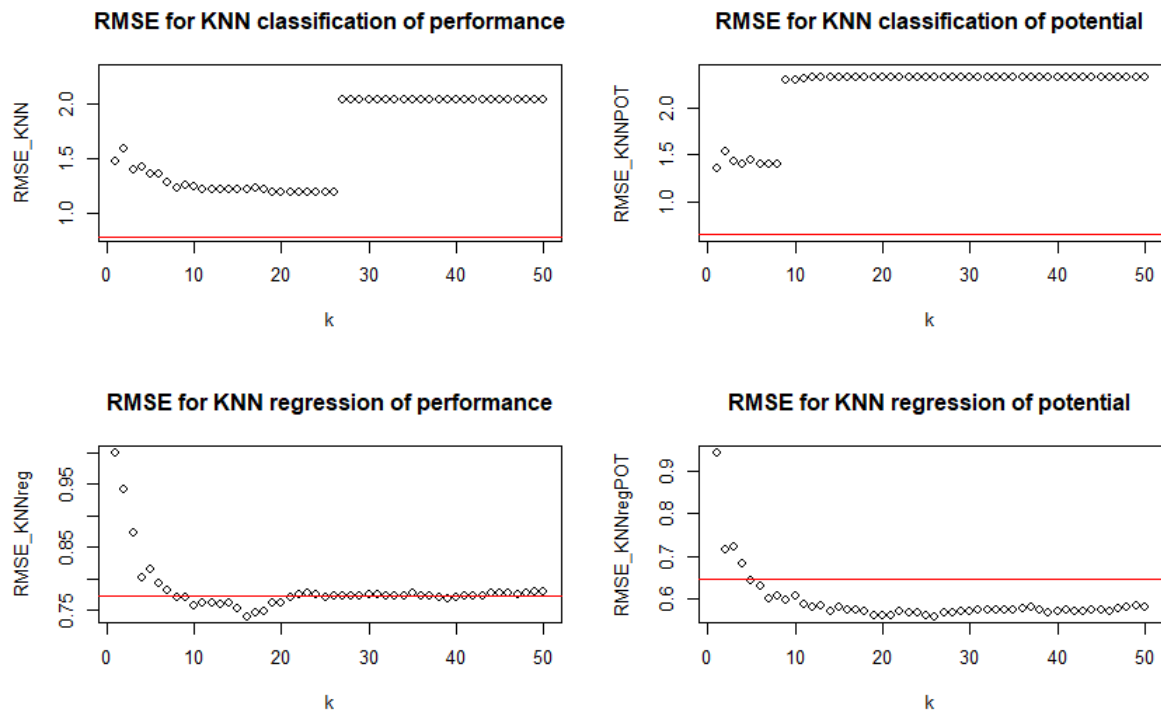 RMSE for KNN classification of performance
RMSE_KNN
2.0
1.5
1.0
0 10 20 30 40 50
k
RMSE for KNN classification of potential
RMSE_KNNPOT
2.0
1.5
1.0
0 10 20 30 40 50
k
RMSE for KNN regression of performance
RMSE_KNNreg
0.95
0.85
0.75
0 10 20 30 40 50
k
RMSE for KNN regression of potential
RMSE_KNNregPOT
0.9
0.8
0.7
0.6
0 10 20 30 40 50
k